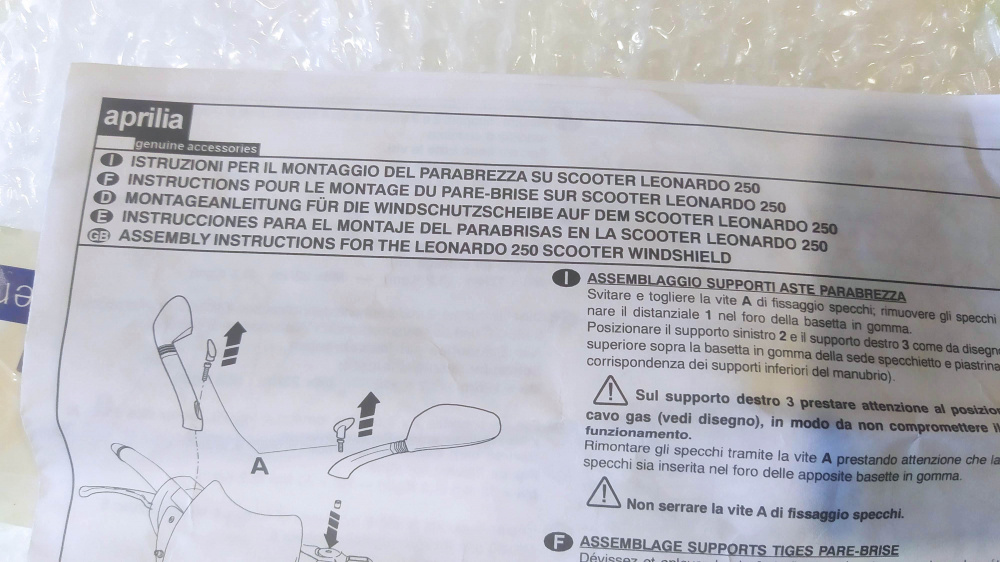 aprilia
genuine accessories
I ISTRUZIONI PER IL MONTAGGIO DEL PARABREZZA SU SCOOTER LEONARDO 250
F INSTRUCTIONS POUR LE MONTAGE DU PARE-BRISE SUR SCOOTER LEONARDO 250
D MONTAGEANLEITUNG FÜR DIE WINDSCHUTZSCHEIBE AUF DEM SCOOTER LEONARDO 250
E INSTRUCCIONES PARA EL MONTAJE DEL PARABRISAS EN LA SCOOTER LEONARDO 250
GB ASSEMBLY INSTRUCTIONS FOR THE LEONARDO 250 SCOOTER WINDSHIELD
I ASSEMBLAGGIO SUPPORTI ASTE PARABREZZA
Svitare e togliere la vite A di fissaggio specchi; rimuovere gli specchi
nare il distanziale 1 nel foro della basetta in gomma.
Posizionare il supporto sinistro 2 e il supporto destro 3 come da disegno
superiore sopra la basetta in gomma della sede specchietto e piastrina
corrispondenza dei supporti inferiori del manubrio).
Sul supporto destro 3 prestare attenzione al
cavo gas (vedi disegno), in modo da non compromettere il
funzionamento.
Rimontare gli specchi tramite la vite A prestando attenzione che la
specchi sia inserita nel foro delle apposite basette in gomma.
Non serrare la vite A di fissaggio specchi.
F ASSEMBLAGE SUPPORTS TIGES PARE-BRISE
A